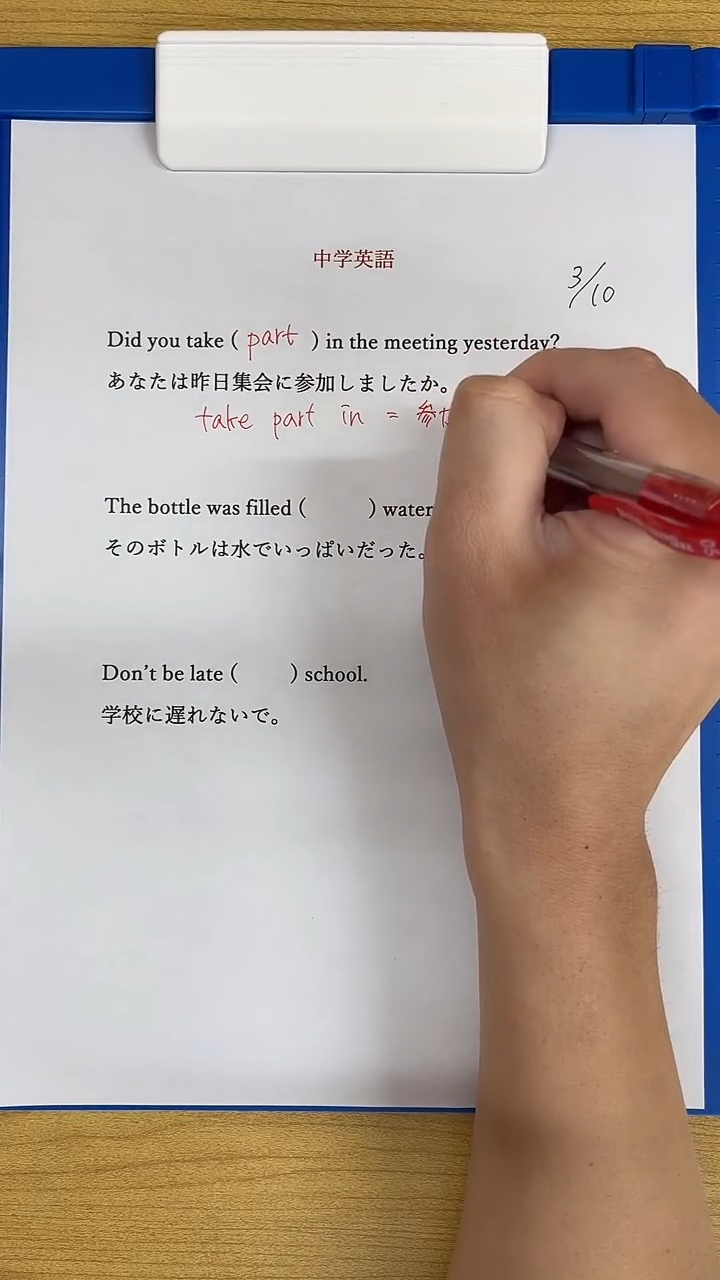 中学英語
3/10
Did you take ( part ) in the meeting yesterday?
あなたは昨日集会に参加しましたか。
take part in = 参
The bottle was filled ( ) water
そのボトルは水でいっぱいだった。
Don't be late ( ) school.
学校に遅れないで。